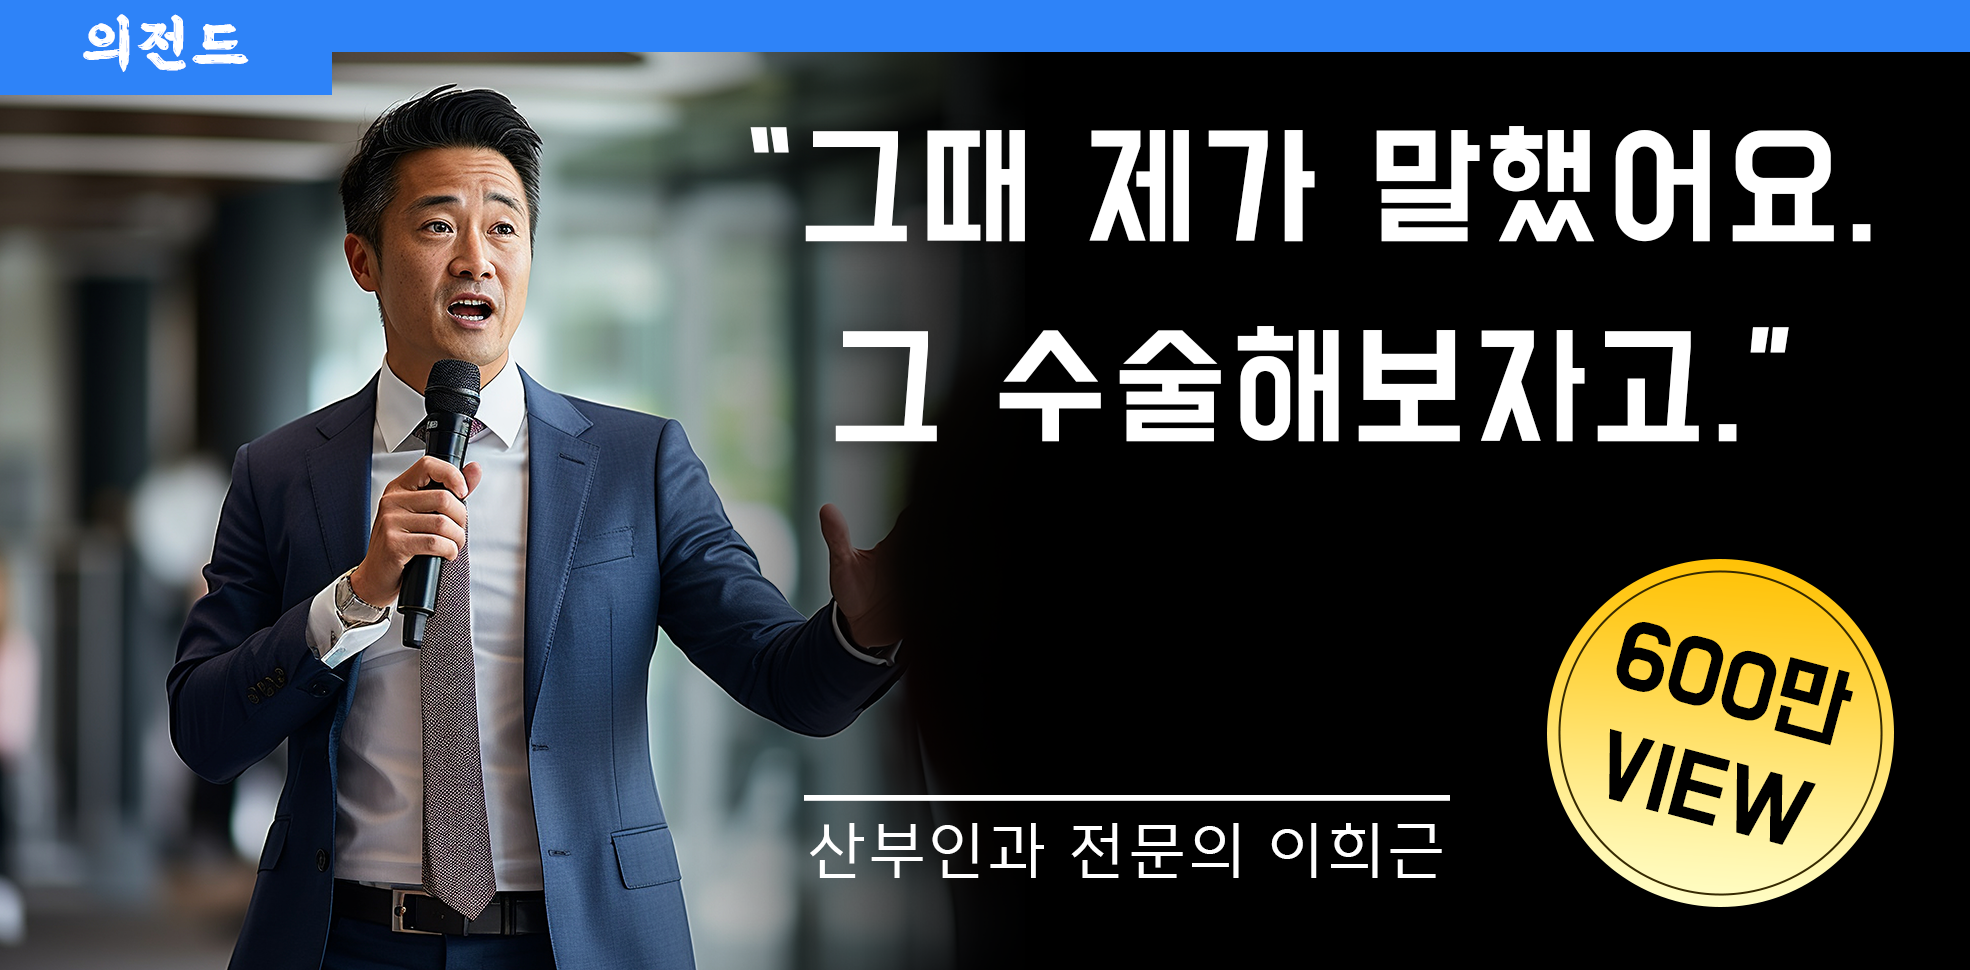 의전드
"그때 제가 말했어요.
그 수술해보자고."
산부인과 전문의 이희근
600만
VIEW